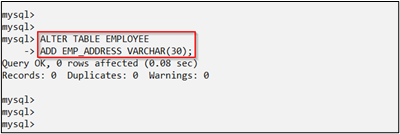 mysql>
mysql>
mysql> ALTER TABLE EMPLOYEE
    -> ADD EMP_ADDRESS VARCHAR(30);
Query OK, 0 rows affected (0.08 sec)
Records: 0  Duplicates: 0  Warnings: 0

mysql>
mysql>
mysql>